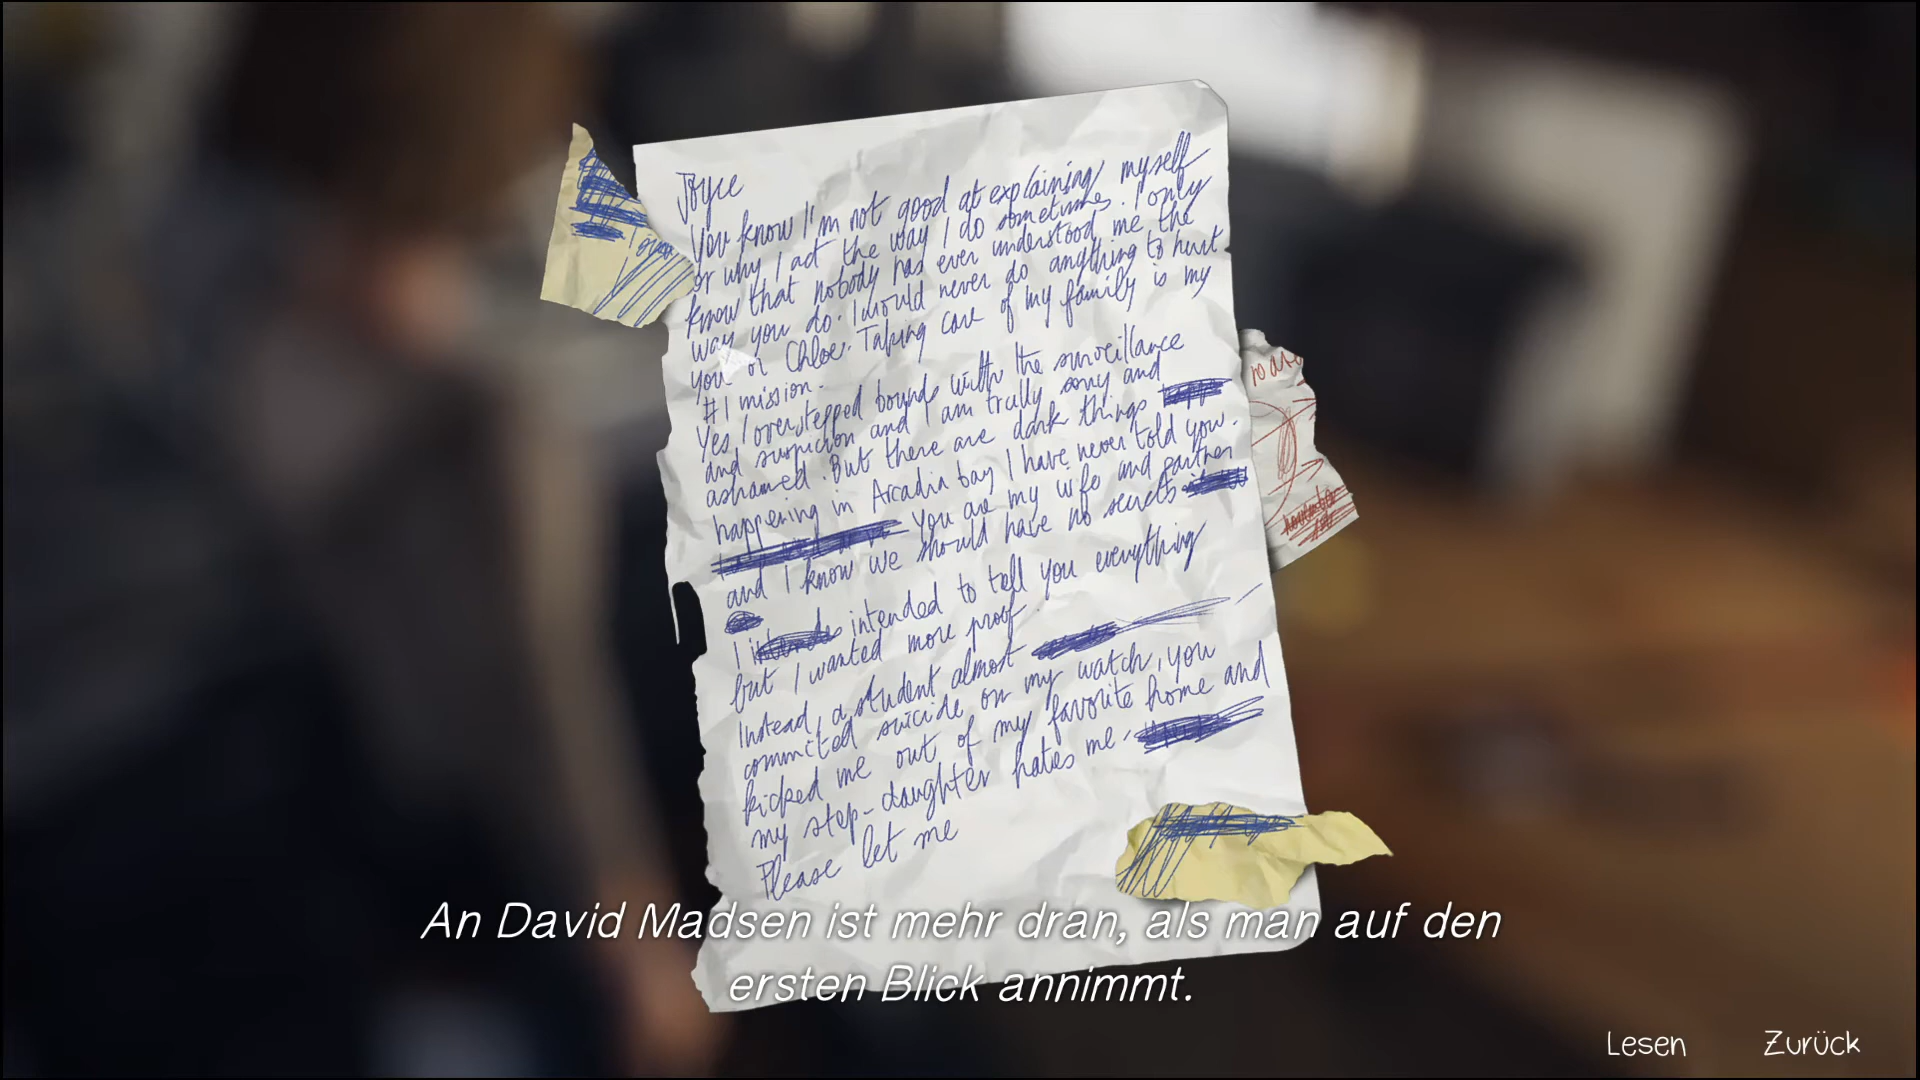 Joyce
You know I'm not good at explaining myself
or why I act the way I do sometimes. I only
know that nobody has ever understood me the
way you do. I would never do anything to hurt
you or Chloe. Taking care of my family is my
#1 mission.
Yes I overstepped bounds with the surveillance
and suspicion and I am trully sorry and
ashamed. But there are dark things
happening in Arcadia bay I have never told you.
You are my wife and partner
and I know we should have no secrets
I intended to tell you everything
but I wanted more proof.
Instead, a student almost
commited suicide on my watch, you
kicked me out of my favorite home and
my step-daughter hates me.
Please let me
An David Madsen ist mehr dran, als man auf den
ersten Blick annimmt.
Lesen Zurück